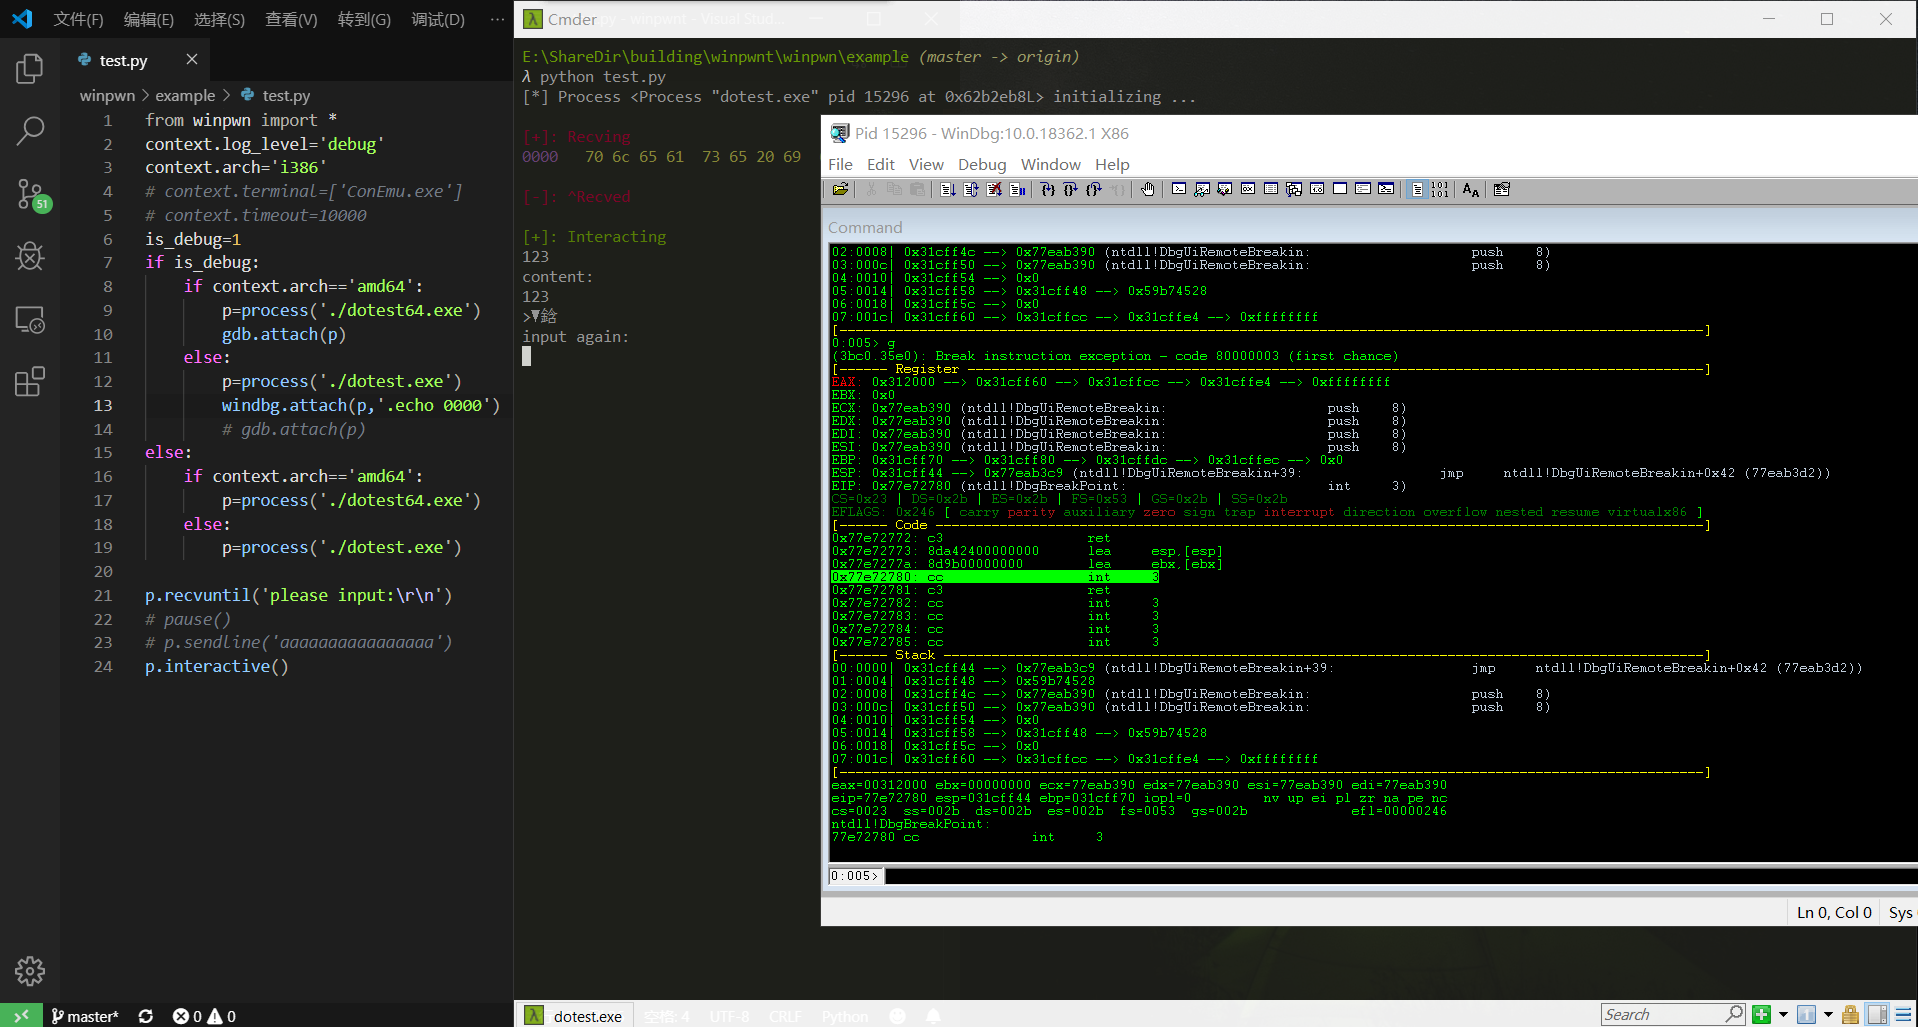 文件(F) 编辑(E) 选择(S) 查看(V) 转到(G) 调试(D) ···
test.py ×
winpwn > example > test.py
51
1 from winpwn import *
2 context.log_level='debug'
3 context.arch='i386'
4 # context.terminal=['ConEmu.exe']
5 # context.timeout=10000
6 is_debug=1
7 if is_debug:
8 if context.arch=='amd64':
9 p=process('./dotest64.exe')
10 gdb.attach(p)
11 else:
12 p=process('./dotest.exe')
13 windbg.attach(p,'.echo 0000')
14 # gdb.attach(p)
15 else:
16 if context.arch=='amd64':
17 p=process('./dotest64.exe')
18 else:
19 p=process('./dotest.exe')
20
21 p.recvuntil('please input:\r\n')
22 # pause()
23 # p.sendline('aaaaaaaaaaaaaaaaa')
24 p.interactive()
master* 0 0
λ Cmder
E:\ShareDir\building\winpwnt\winpwn\example (master -> origin)
λ python test.py
[*] Process <Process "dotest.exe" pid 15296 at 0x62b2eb8L> initializing ...
[+]: Recving
0000 70 6c 65 61 73 65 20 69
[-]: ^Recved
[+]: Interacting
123
content:
123
input again:
Pid 15296 - WinDbg:10.0.18362.1 X86
File Edit View Debug Window Help
Command
02:0008| 0x31cff4c --> 0x77eab390 (ntdll!DbgUiRemoteBreakin: push 8)
03:000c| 0x31cff50 --> 0x77eab390 (ntdll!DbgUiRemoteBreakin: push 8)
04:0010| 0x31cff54 --> 0x0
05:0014| 0x31cff58 --> 0x31cff48 --> 0x59b74528
06:0018| 0x31cff5c --> 0x0
07:001c| 0x31cff60 --> 0x31cffcc --> 0x31cffe4 --> 0xffffffff
[------------------------------------------------------------]
0:005> g
(3bc0.35e0): Break instruction exception - code 80000003 (first chance)
[------ Register ------------------------------------------------------------]
EAX: 0x312000 --> 0x31cff60 --> 0x31cffcc --> 0x31cffe4 --> 0xffffffff
EBX: 0x0
ECX: 0x77eab390 (ntdll!DbgUiRemoteBreakin: push 8)
EDX: 0x77eab390 (ntdll!DbgUiRemoteBreakin: push 8)
EDI: 0x77eab390 (ntdll!DbgUiRemoteBreakin: push 8)
ESI: 0x77eab390 (ntdll!DbgUiRemoteBreakin: push 8)
EBP: 0x31cff70 --> 0x31cff80 --> 0x31cffdc --> 0x31cffec --> 0x0
ESP: 0x31cff44 --> 0x77eab3c9 (ntdll!DbgUiRemoteBreakin+39: jmp ntdll!DbgUiRemoteBreakin+0x42 (77eab3d2))
EIP: 0x77e72780 (ntdll!DbgBreakPoint: int 3)
CS=0x23 | DS=0x2b | ES=0x2b | FS=0x53 | GS=0x2b | SS=0x2b
EFLAGS: 0x246 [ carry parity auxiliary zero sign trap interrupt direction overflow nested resume virtualx86 ]
[------ Code ------------------------------------------------------------]
0x77e72772: c3 ret
0x77e72773: 8da42400000000 lea esp,[esp]
0x77e7277a: 8d9b00000000 lea ebx,[ebx]
0x77e72780: cc int 3
0x77e72781: c3 ret
0x77e72782: cc int 3
0x77e72783: cc int 3
0x77e72784: cc int 3
0x77e72785: cc int 3
[------ Stack ------------------------------------------------------------]
00:0000| 0x31cff44 --> 0x77eab3c9 (ntdll!DbgUiRemoteBreakin+39: jmp ntdll!DbgUiRemoteBreakin+0x42 (77eab3d2))
01:0004| 0x31cff48 --> 0x59b74528
02:0008| 0x31cff4c --> 0x77eab390 (ntdll!DbgUiRemoteBreakin: push 8)
03:000c| 0x31cff50 --> 0x77eab390 (ntdll!DbgUiRemoteBreakin: push 8)
04:0010| 0x31cff54 --> 0x0
05:0014| 0x31cff58 --> 0x31cff48 --> 0x59b74528
06:0018| 0x31cff5c --> 0x0
07:001c| 0x31cff60 --> 0x31cffcc --> 0x31cffe4 --> 0xffffffff
[------------------------------------------------------------]
eax=00312000 ebx=00000000 ecx=77eab390 edx=77eab390 esi=77eab390 edi=77eab390
eip=77e72780 esp=031cff44 ebp=031cff70 iopl=0 nv up ei pl zr na pe nc
cs=0023 ss=002b ds=002b es=002b fs=0053 gs=002b efl=00000246
ntdll!DbgBreakPoint:
77e72780 cc int 3
0:005>
Ln 0, Col 0 Sys
λ dotest.exe 空格: 4 UTF-8 CRLF Python
Search